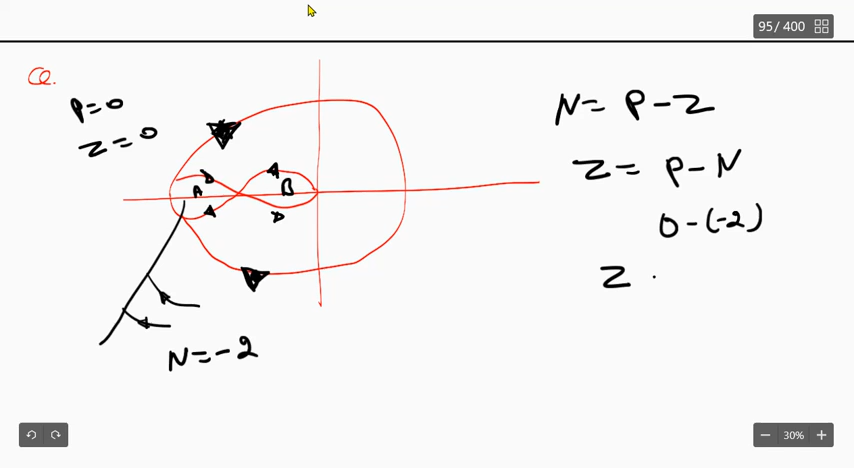 95 / 400
Q.
P=0
Z=0
A
B
N=-2
N= P-Z
Z= P-N
0-(-2)
Z
30%